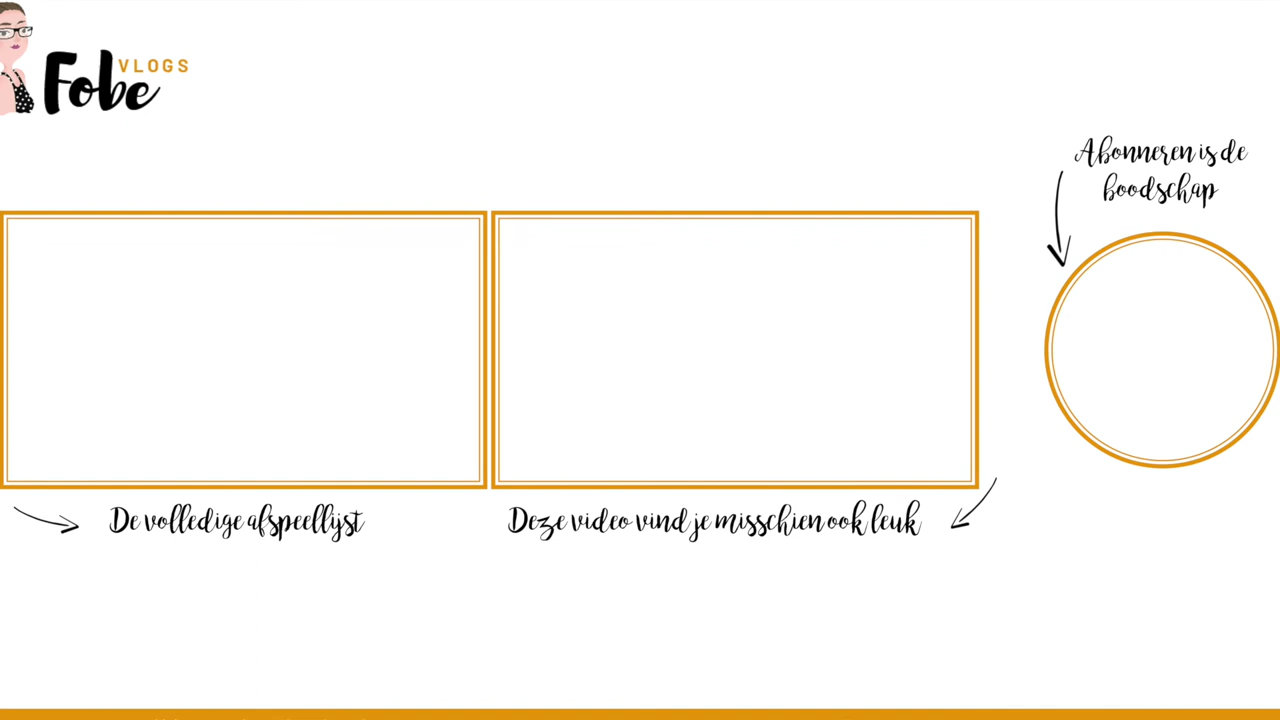 VLOGS
Fobe
Abonneren is de
boodschap
De volledige afspeellijst
Deze video vind je misschien ook leuk